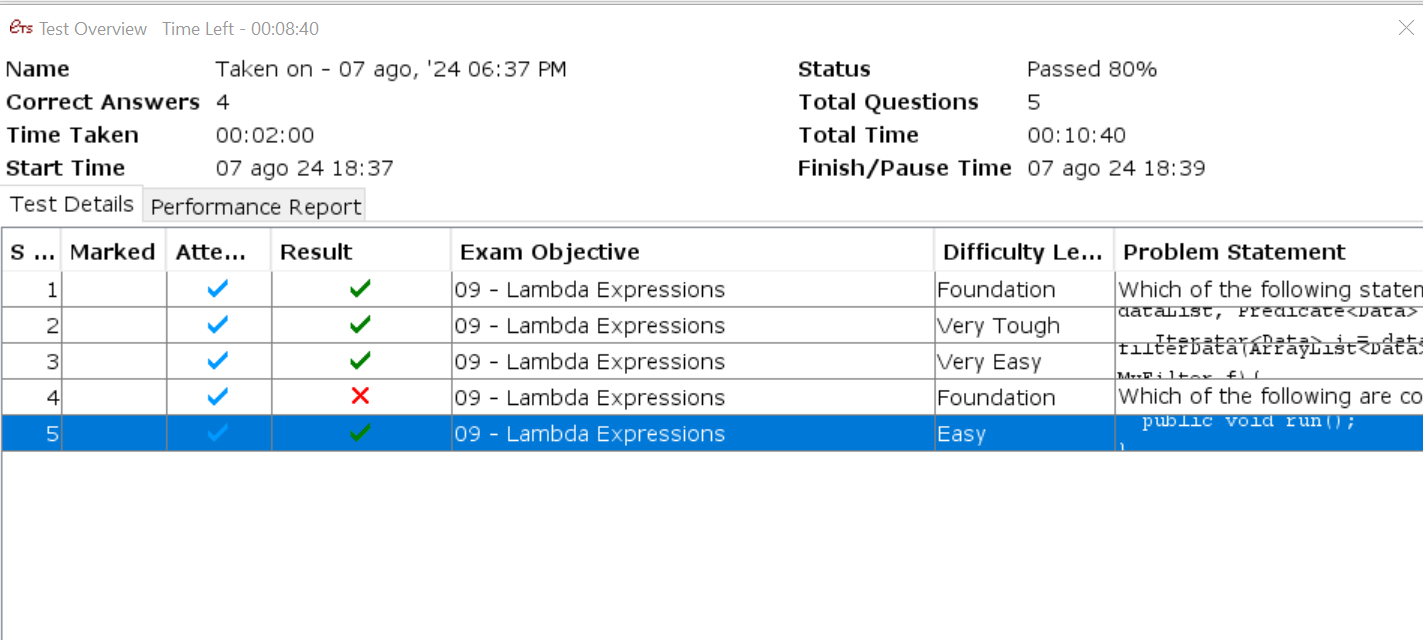 eTS Test Overview Time Left - 00:08:40
Name Taken on - 07 ago, '24 06:37 PM Status Passed 80%
Correct Answers 4 Total Questions 5
Time Taken 00:02:00 Total Time 00:10:40
Start Time 07 ago 24 18:37 Finish/Pause Time 07 ago 24 18:39
Test Details Performance Report
S ... Marked Atte... Result Exam Objective Difficulty Le... Problem Statement
1 09 - Lambda Expressions Foundation Which of the following statem
2 09 - Lambda Expressions Very Tough dataList, Predicate<Data>
Iterator<Data> i = data
3 09 - Lambda Expressions Very Easy filterData(ArrayList<Data>
MyFilter f){
4 09 - Lambda Expressions Foundation Which of the following are co
5 09 - Lambda Expressions Easy public void run();
}